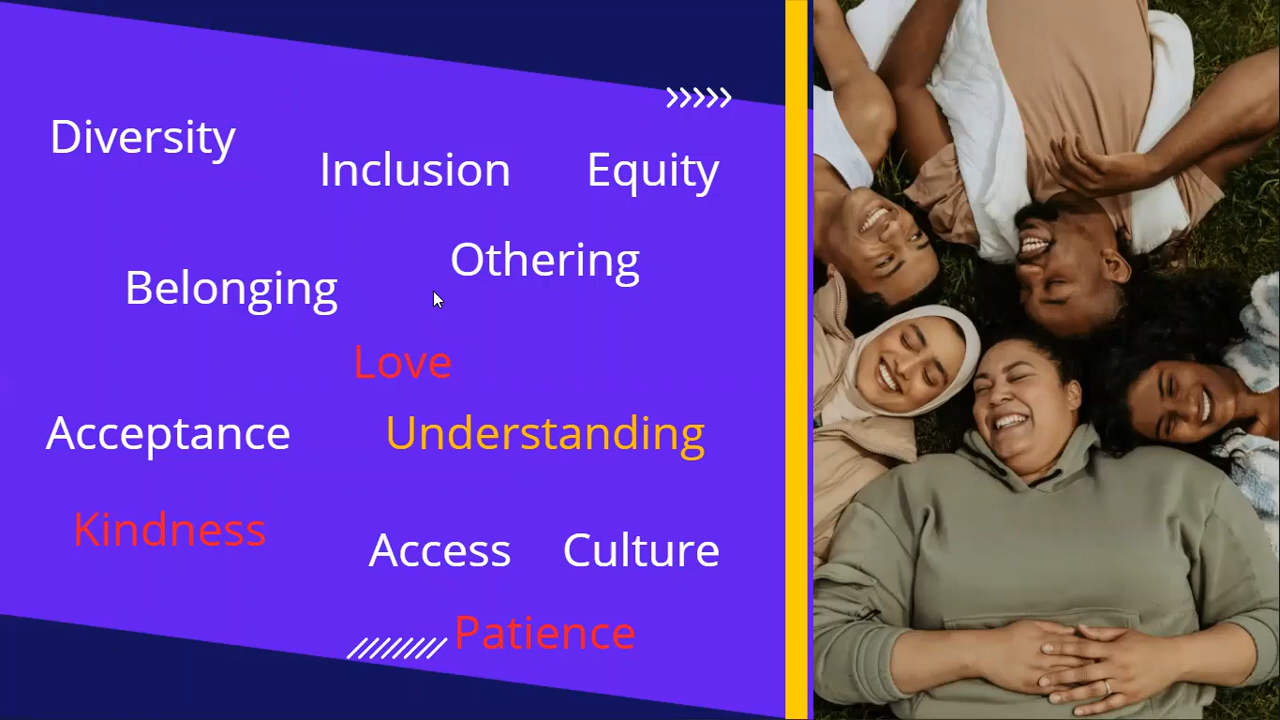 Diversity
Inclusion
Equity
Othering
Belonging
Love
Acceptance
Understanding
Kindness
Access
Culture
Patience